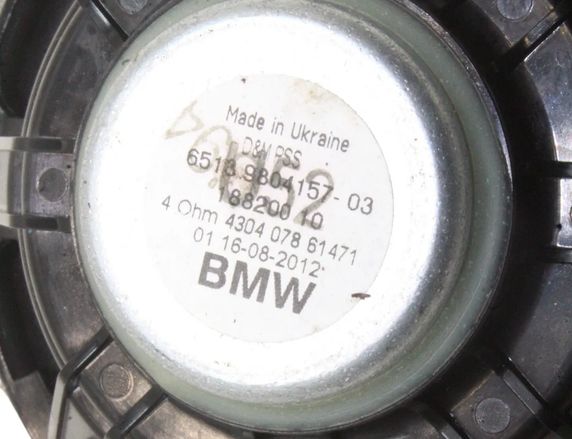 Made in Ukraine
D&M PSS
6513 9804157-03
188200 10
4 Ohm 4304 078 61471
01 16-08-2012
BMW